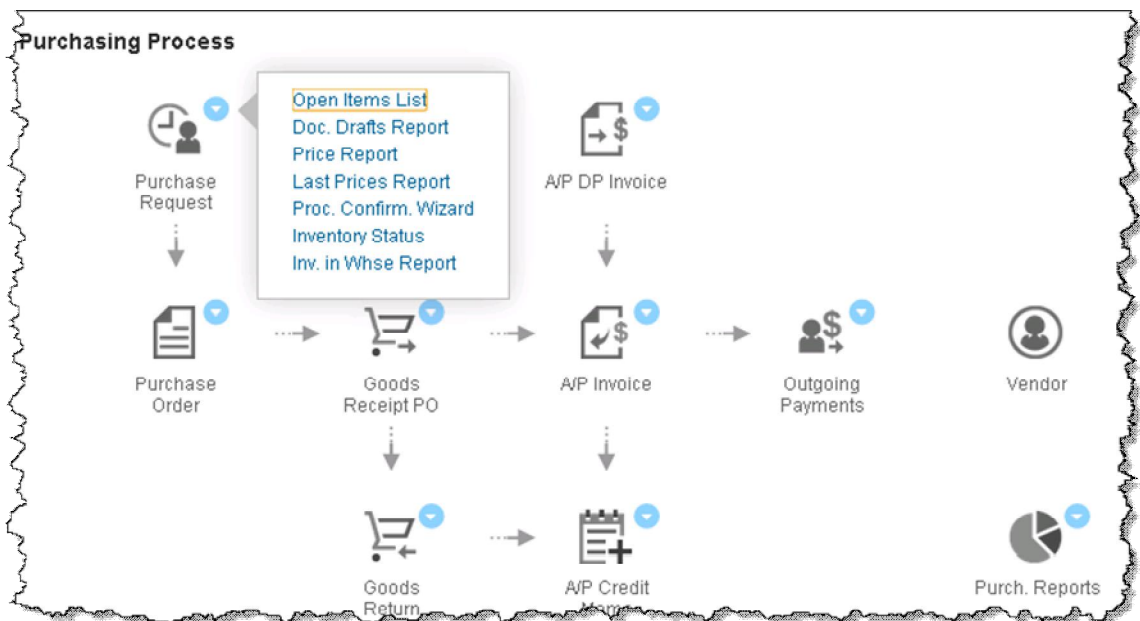 Purchasing Process
Open Items List
Doc. Drafts Report
Price Report
Last Prices Report
Proc. Confirm. Wizard
Inventory Status
Inv. in Whse Report
Purchase
Request
A/P DP Invoice
Purchase
Order
Goods
Receipt PO
A/P Invoice
Outgoing
Payments
Vendor
Goods
Return
A/P Credit
Memo
Purch. Reports